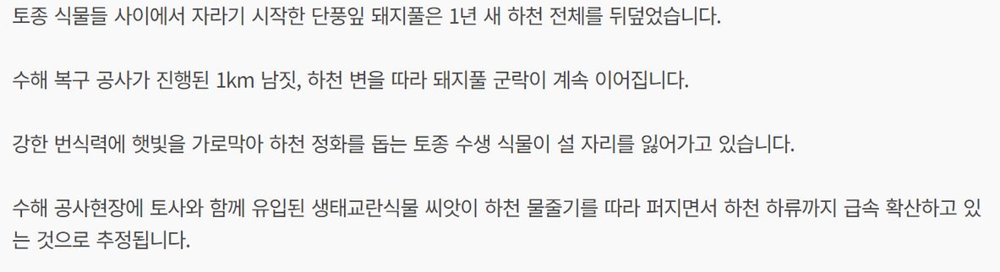 토종 식물들 사이에서 자라기 시작한 단풍잎 돼지풀은 1년 새 하천 전체를 뒤덮었습니다.
수해 복구 공사가 진행된 1km 남짓, 하천 변을 따라 돼지풀 군락이 계속 이어집니다.
강한 번식력에 햇빛을 가로막아 하천 정화를 돕는 토종 수생 식물이 설 자리를 잃어가고 있습니다.
수해 공사현장에 토사와 함께 유입된 생태교란식물 씨앗이 하천 물줄기를 따라 퍼지면서 하천 하류까지 급속 확산하고 있
는 것으로 추정됩니다.